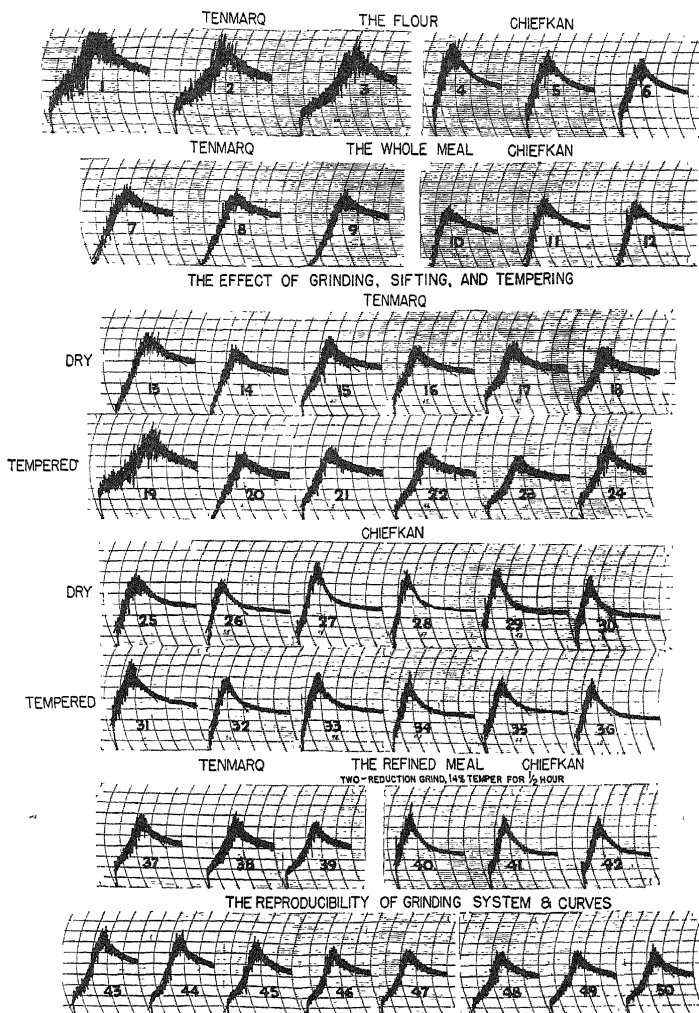 TENMARQ THE FLOUR CHIEFKAN
1 2 3 4 5 6
TENMARQ THE WHOLE MEAL CHIEFKAN
7 8 9 10 11 12
THE EFFECT OF GRINDING, SIFTING, AND TEMPERING
TENMARQ
DRY
13 14 15 16 17 18
TEMPERED
19 20 21 22 23 24
CHIEFKAN
DRY
25 26 27 28 29 30
TEMPERED
31 32 33 34 35 36
TENMARQ THE REFINED MEAL CHIEFKAN
TWO-REDUCTION GRIND, 14% TEMPER FOR 1/2 HOUR
37 38 39 40 41 42
THE REPRODUCIBILITY OF GRINDING SYSTEM & CURVES
43 44 45 46 47 48 49 50